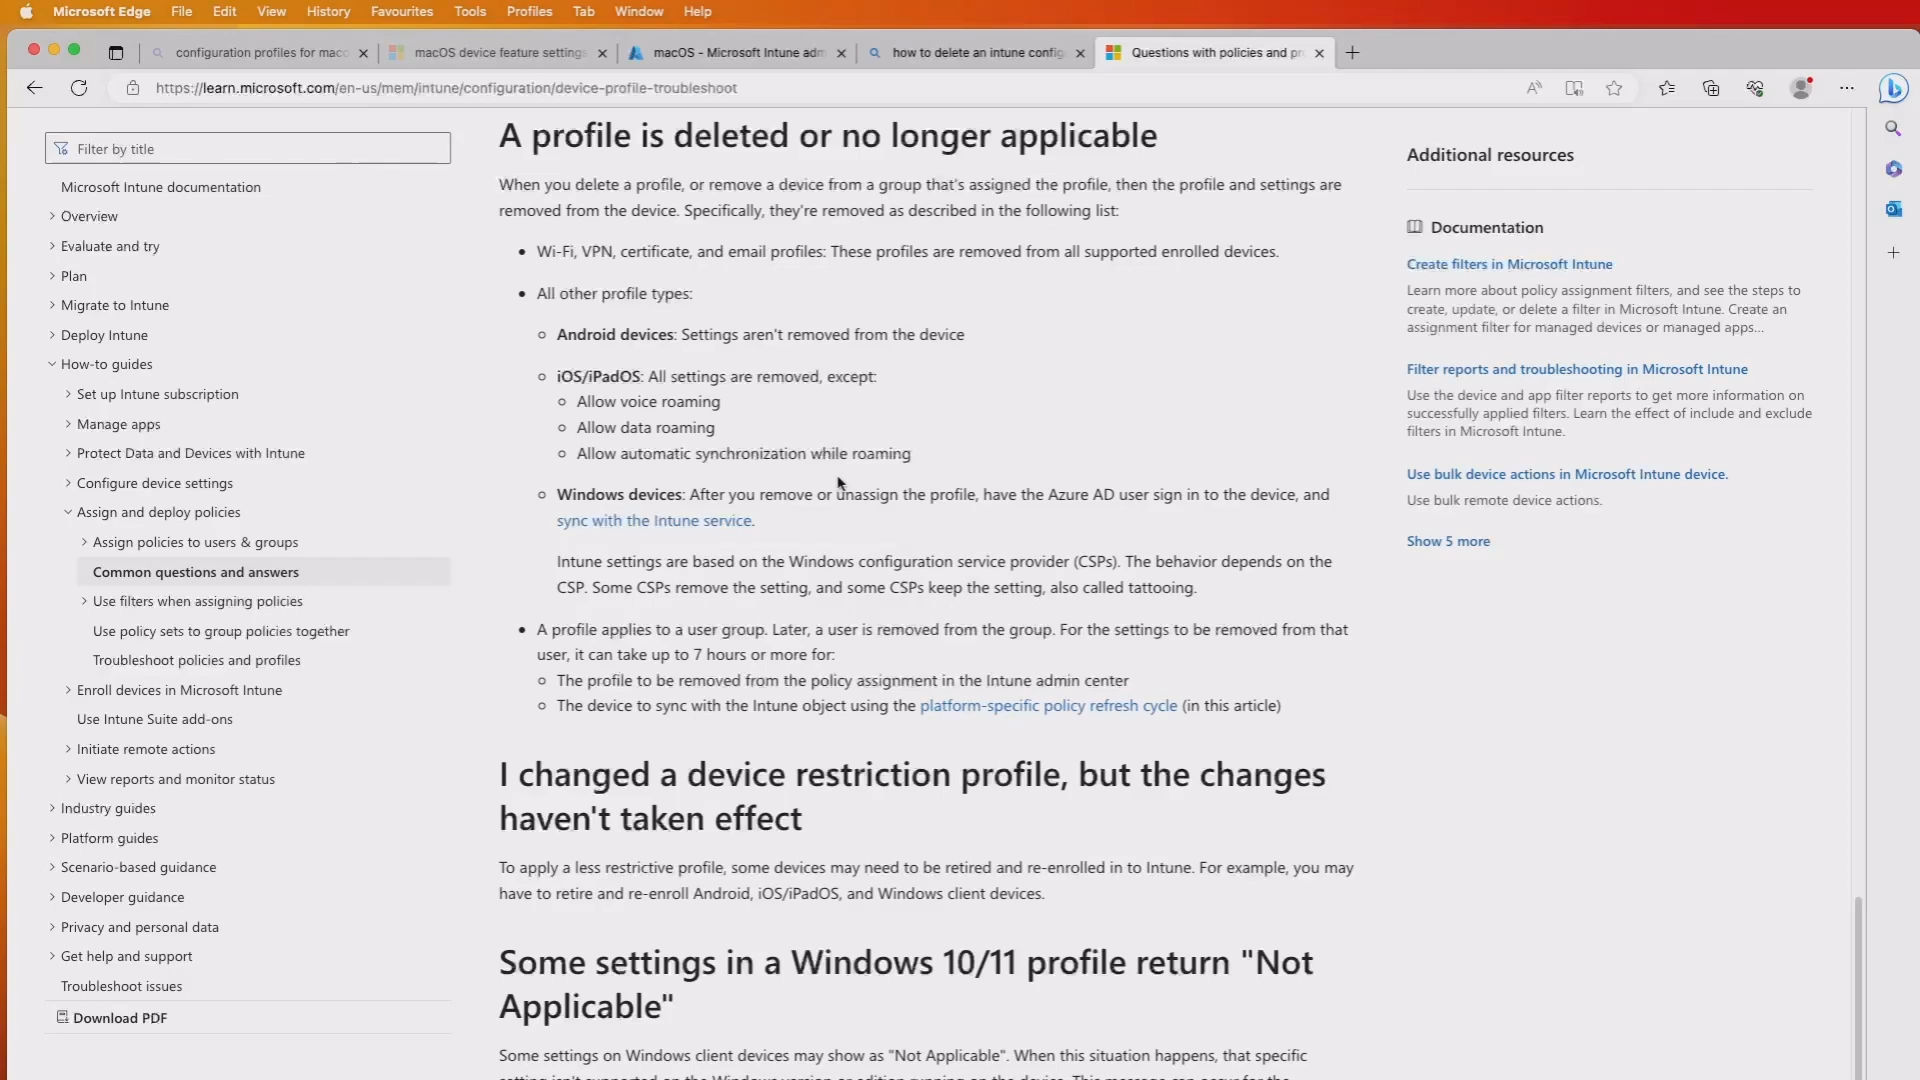 Microsoft Edge File Edit View History Favourites Tools Profiles Tab Window Help
configuration profiles for maco
macOS device feature settings
macOS - Microsoft Intune adm
how to delete an intune config
Questions with policies and pr
https://learn.microsoft.com/en-us/mem/intune/configuration/device-profile-troubleshoot
Filter by title
Microsoft Intune documentation
Overview
Evaluate and try
Plan
Migrate to Intune
Deploy Intune
How-to guides
Set up Intune subscription
Manage apps
Protect Data and Devices with Intune
Configure device settings
Assign and deploy policies
Assign policies to users & groups
Common questions and answers
Use filters when assigning policies
Use policy sets to group policies together
Troubleshoot policies and profiles
Enroll devices in Microsoft Intune
Use Intune Suite add-ons
Initiate remote actions
View reports and monitor status
Industry guides
Platform guides
Scenario-based guidance
Developer guidance
Privacy and personal data
Get help and support
Troubleshoot issues
Download PDF
A profile is deleted or no longer applicable
When you delete a profile, or remove a device from a group that's assigned the profile, then the profile and settings are
removed from the device. Specifically, they're removed as described in the following list:
• Wi-Fi, VPN, certificate, and email profiles: These profiles are removed from all supported enrolled devices.
• All other profile types:
Android devices: Settings aren't removed from the device
iOS/iPadOS: All settings are removed, except:
Allow voice roaming
Allow data roaming
Allow automatic synchronization while roaming
Windows devices: After you remove or unassign the profile, have the Azure AD user sign in to the device, and
sync with the Intune service.
Intune settings are based on the Windows configuration service provider (CSPs). The behavior depends on the
CSP. Some CSPs remove the setting, and some CSPs keep the setting, also called tattooing.
• A profile applies to a user group. Later, a user is removed from the group. For the settings to be removed from that
user, it can take up to 7 hours or more for:
The profile to be removed from the policy assignment in the Intune admin center
The device to sync with the Intune object using the platform-specific policy refresh cycle (in this article)
I changed a device restriction profile, but the changes
haven't taken effect
To apply a less restrictive profile, some devices may need to be retired and re-enrolled in to Intune. For example, you may
have to retire and re-enroll Android, iOS/iPadOS, and Windows client devices.
Some settings in a Windows 10/11 profile return "Not
Applicable"
Some settings on Windows client devices may show as "Not Applicable". When this situation happens, that specific
Additional resources
Documentation
Create filters in Microsoft Intune
Learn more about policy assignment filters, and see the steps to
create, update, or delete a filter in Microsoft Intune. Create an
assignment filter for managed devices or managed apps...
Filter reports and troubleshooting in Microsoft Intune
Use the device and app filter reports to get more information on
successfully applied filters. Learn the effect of include and exclude
filters in Microsoft Intune.
Use bulk device actions in Microsoft Intune device.
Use bulk remote device actions.
Show 5 more